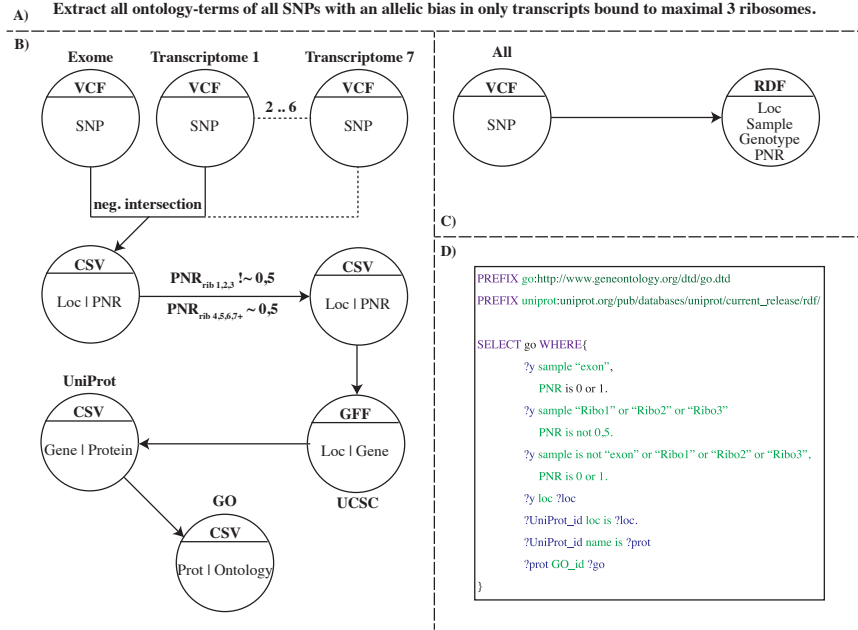 A) Extract all ontology-terms of all SNPs with an allelic bias in only transcripts bound to maximal 3 ribosomes.
B)
Exome
Transcriptome 1
Transcriptome 7
VCF
SNP
VCF
SNP
2 .. 6
VCF
SNP
neg. intersection
CSV
Loc | PNR
PNR rib 1,2,3 !~ 0,5
PNR rib 4,5,6,7+ ~ 0,5
CSV
Loc | PNR
UniProt
CSV
Gene | Protein
GFF
Loc | Gene
UCSC
GO
CSV
Prot | Ontology
All
VCF
SNP
RDF
Loc
Sample
Genotype
PNR
C)
D)
PREFIX go:http://www.geneontology.org/dtd/go.dtd
PREFIX uniprot:uniprot.org/pub/databases/uniprot/current_release/rdf/
SELECT go WHERE{
?y sample “exon”,
PNR is 0 or 1.
?y sample “Ribo1” or “Ribo2” or “Ribo3”
PNR is not 0,5.
?y sample is not “exon” or “Ribo1” or “Ribo2” or “Ribo3”.
PNR is 0 or 1.
?y loc ?loc
?UniProt_id loc is ?loc.
?UniProt_id name is ?prot
?prot GO_id ?go
}